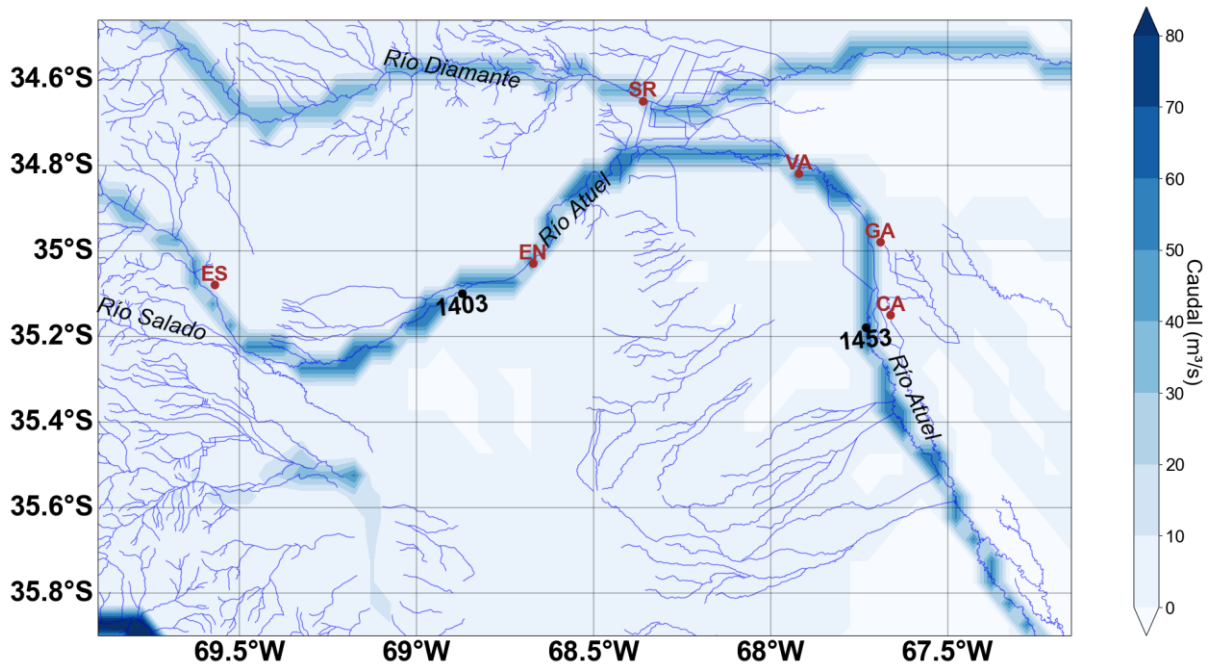 34.6°S
34.8°S
35°S
35.2°S
35.4°S
35.6°S
35.8°S
69.5°W
69°W
68.5°W
68°W
67.5°W
Río Diamante
SR
VA
Río Atuel
GA
EN
ES
1403
CA
Río Salado
1453
Río Atuel
80
70
60
50
40
30
20
10
0
Caudal (m³/s)